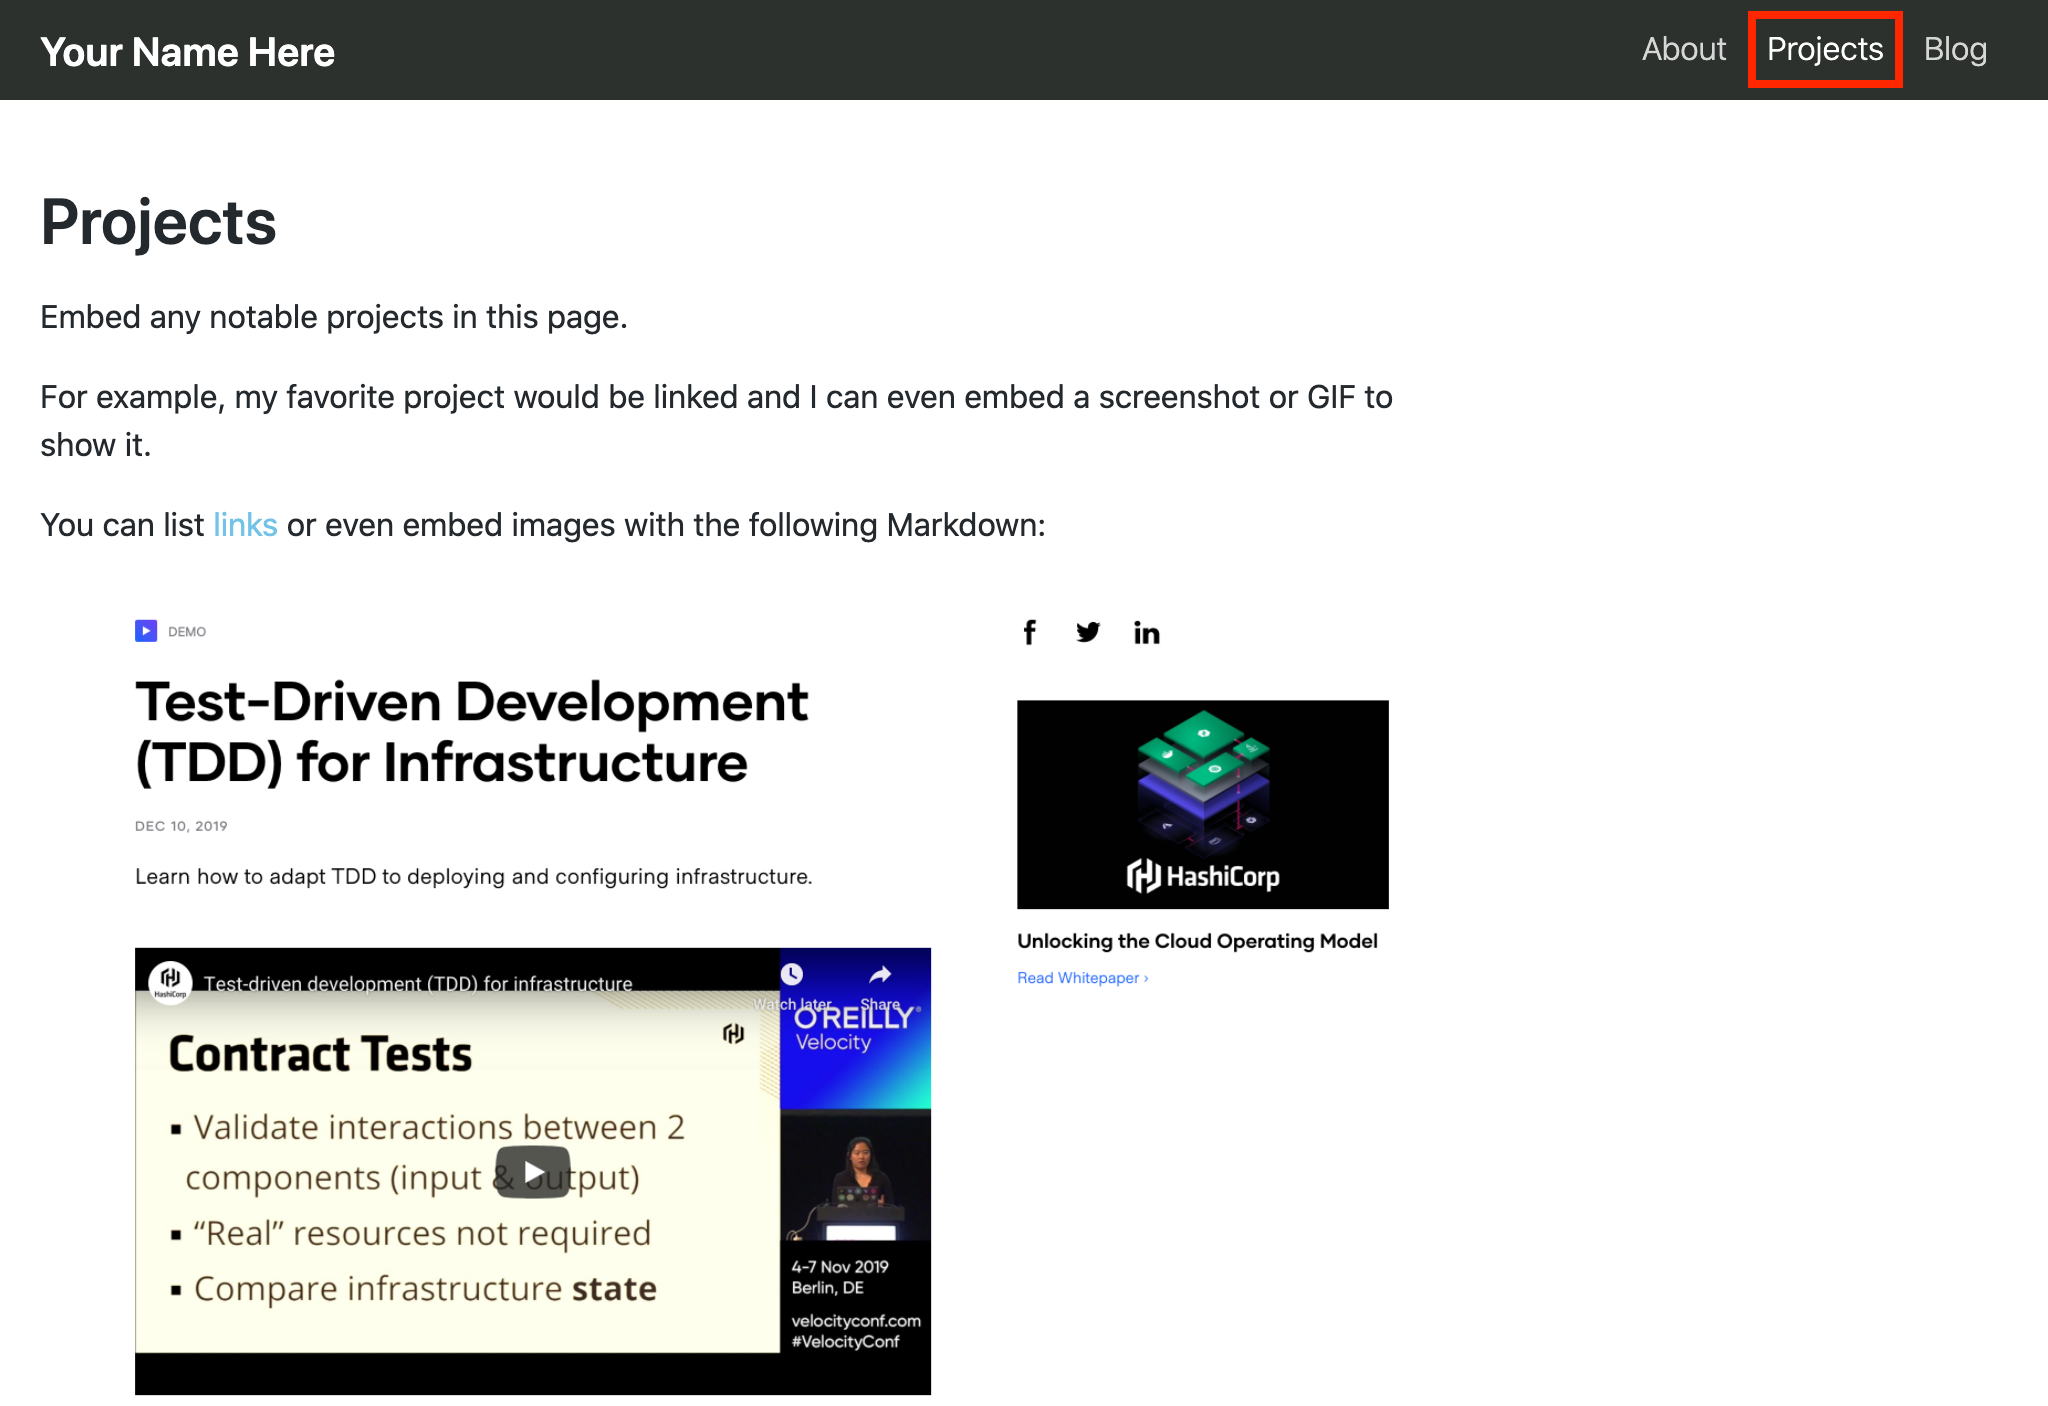 Your Name Here
About Projects Blog
Projects
Embed any notable projects in this page.
For example, my favorite project would be linked and I can even embed a screenshot or GIF to
show it.
You can list links or even embed images with the following Markdown:
DEMO
Test-Driven Development
(TDD) for Infrastructure
DEC 10, 2019
Learn how to adapt TDD to deploying and configuring infrastructure.
HashiCorp
Test-driven development (TDD) for infrastructure
Watch later
Share
Contract Tests
▪ Validate interactions between 2
components (input & output)
▪ “Real” resources not required
▪ Compare infrastructure state
O'REILLY®
Velocity
4-7 Nov 2019
Berlin, DE
velocityconf.com
#VelocityConf
f in
HashiCorp
Unlocking the Cloud Operating Model
Read Whitepaper ›